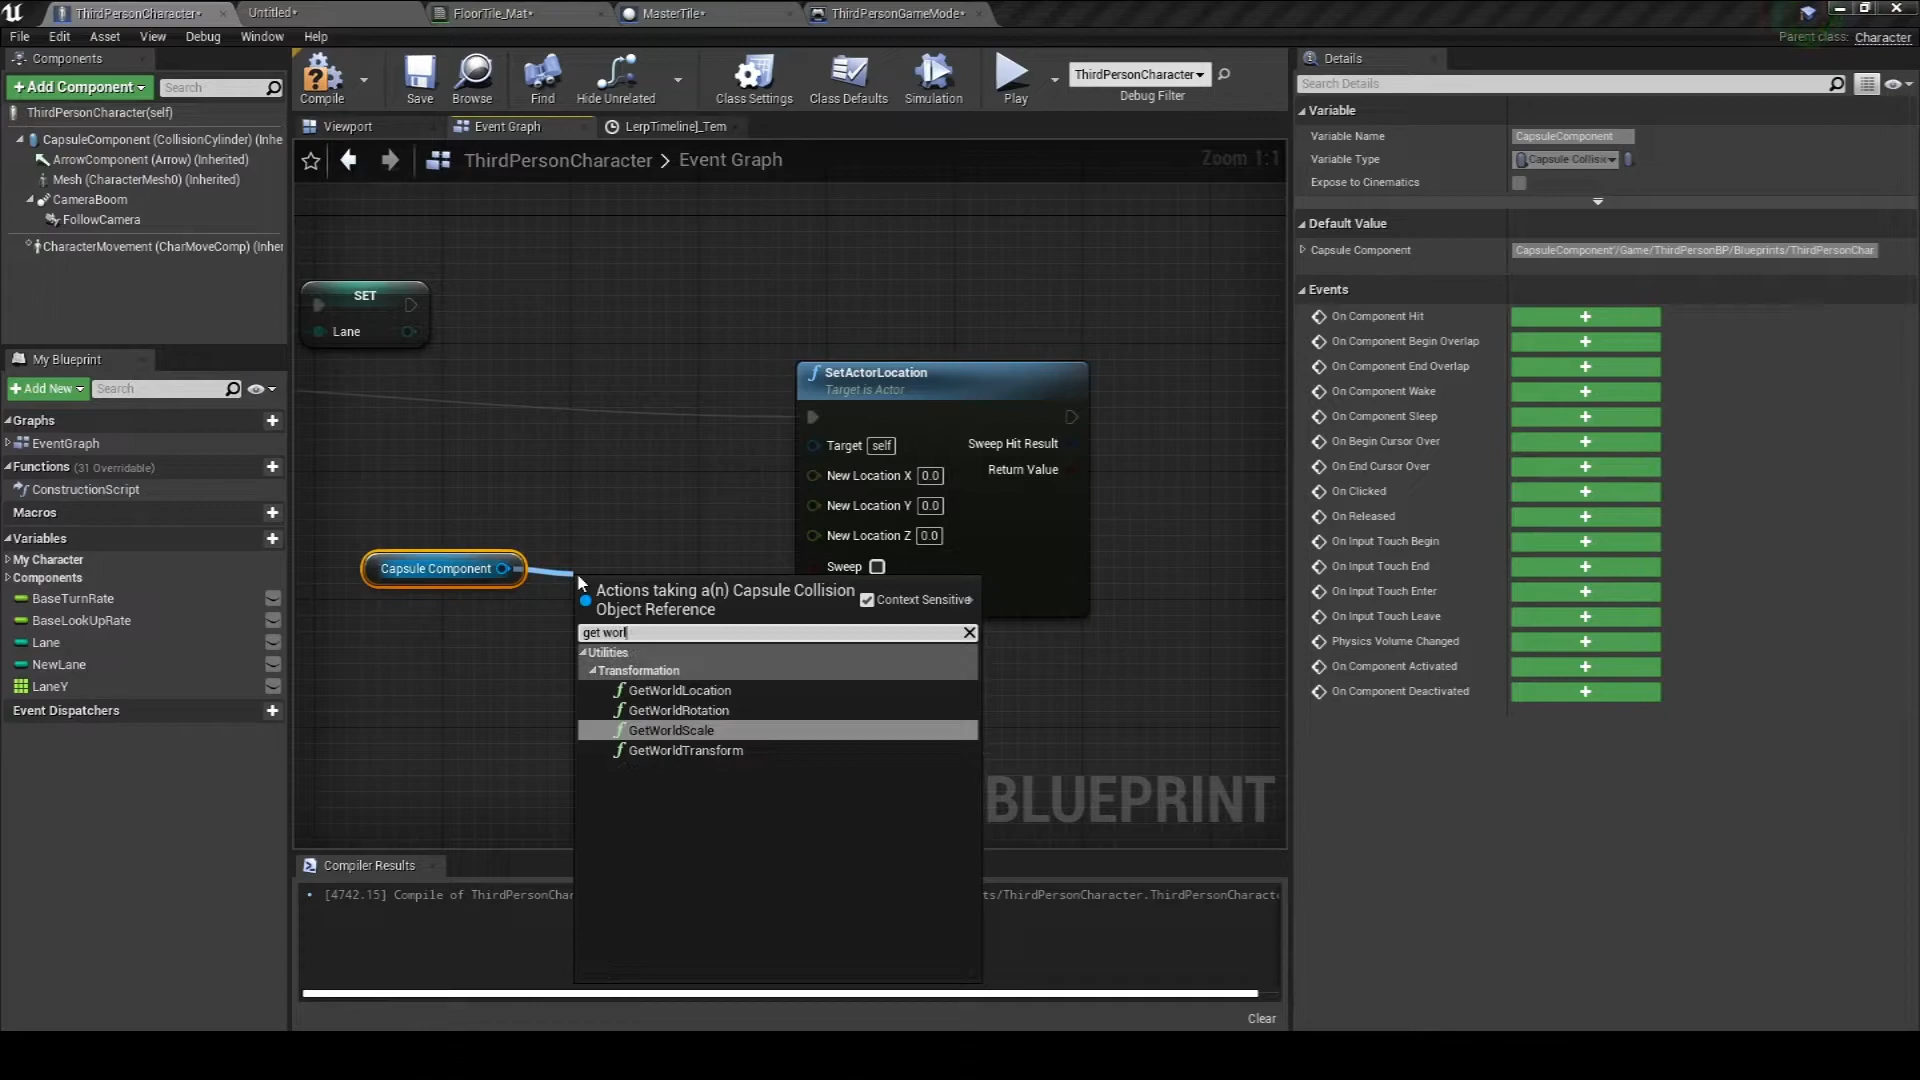 ThirdPersonCharacter*
Untitled*
FloorTile_Mat*
MasterTile*
ThirdPersonGameMode*
File Edit Asset View Debug Window Help
Parent class: Character
Components
+Add Component
Search
ThirdPersonCharacter(self)
CapsuleComponent (CollisionCylinder) (Inhe
ArrowComponent (Arrow) (Inherited)
Mesh (CharacterMesh0) (Inherited)
CameraBoom
FollowCamera
CharacterMovement (CharMoveComp) (Inher
My Blueprint
+Add New
Search
Graphs
EventGraph
Functions (31 Overridable)
ConstructionScript
Macros
Variables
My Character
Components
BaseTurnRate
BaseLookUpRate
Lane
NewLane
LaneY
Event Dispatchers
Compile
Save
Browse
Find
Hide Unrelated
Class Settings
Class Defaults
Simulation
Play
ThirdPersonCharacter
Debug Filter
Viewport
Event Graph
LerpTimeline]_Tem
ThirdPersonCharacter > Event Graph
Zoom 1:1
SET
Lane
SetActorLocation
Target is Actor
Target self
Sweep Hit Result
New Location X 0.0
Return Value
New Location Y 0.0
New Location Z 0.0
Sweep
Capsule Component
Actions taking a(n) Capsule Collision
Object Reference
Context Sensitive
get worl
Utilities
Transformation
GetWorldLocation
GetWorldRotation
GetWorldScale
GetWorldTransform
BLUEPRINT
Compiler Results
[4742.15] Compile of ThirdPersonChar
ts/ThirdPersonCharacter.ThirdPersonCharacte
Clear
Details
Search Details
Variable
Variable Name CapsuleComponent
Variable Type Capsule Collisic
Expose to Cinematics
Default Value
Capsule Component CapsuleComponent'/Game/ThirdPersonBP/Blueprints/ThirdPersonChar
Events
On Component Hit
On Component Begin Overlap
On Component End Overlap
On Component Wake
On Component Sleep
On Begin Cursor Over
On End Cursor Over
On Clicked
On Released
On Input Touch Begin
On Input Touch End
On Input Touch Enter
On Input Touch Leave
Physics Volume Changed
On Component Activated
On Component Deactivated